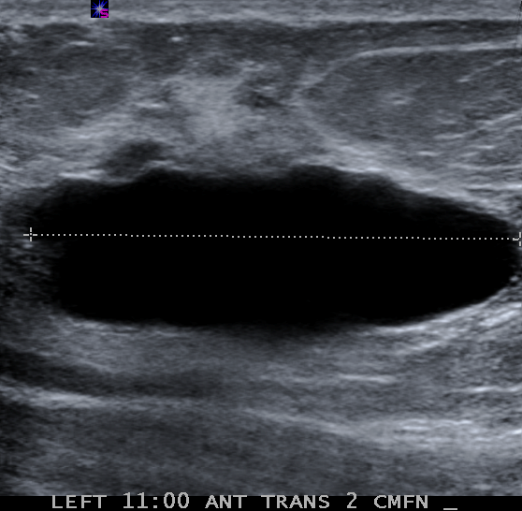 LEFT 11:00 ANT TRANS 2 CMFN _